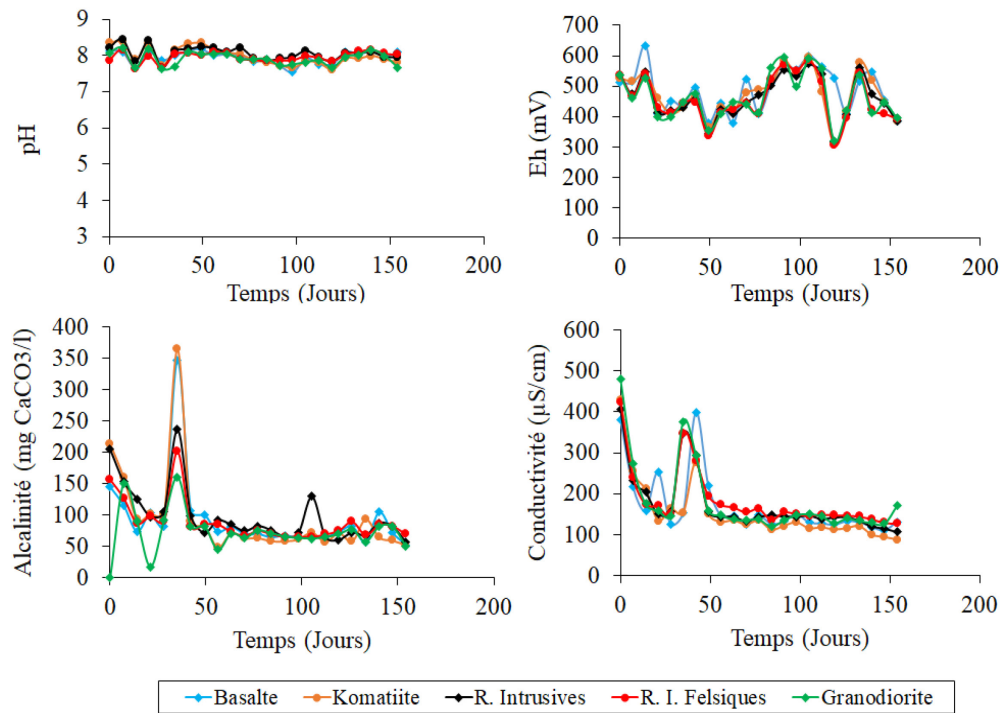 9
8
7
6
5
4
3
pH
0 50 100 150 200
Temps (Jours)
700
600
500
400
300
200
100
0
Eh (mV)
0 50 100 150 200
Temps (Jours)
400
350
300
250
200
150
100
50
0
Alcalinité (mg CaCO3/l)
0 50 100 150 200
Temps (Jours)
600
500
400
300
200
100
0
Conductivité (µS/cm)
0 50 100 150 200
Temps (Jours)
Basalte Komatiite R. Intrusives R. I. Felsiques Granodiorite